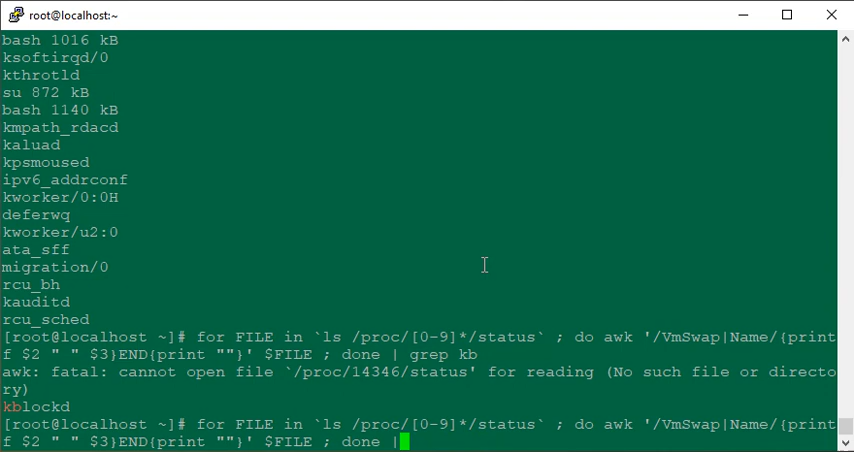 root@localhost:~
bash 1016 kB
ksoftirqd/0
kthrotld
su 872 kB
bash 1140 kB
kmpath_rdacd
kaluad
kpsmoused
ipv6_addrconf
kworker/0:0H
deferwq
kworker/u2:0
ata_sff
migration/0
rcu_bh
kauditd
rcu_sched
[root@localhost ~]# for FILE in `ls /proc/[0-9]*/status` ; do awk '/VmSwap|Name/{print
f $2 " " $3}END{print ""}' $FILE ; done | grep kb
awk: fatal: cannot open file `/proc/14346/status' for reading (No such file or directo
ry)
kblockd
[root@localhost ~]# for FILE in `ls /proc/[0-9]*/status` ; do awk '/VmSwap|Name/{print
f $2 " " $3}END{print ""}' $FILE ; done |